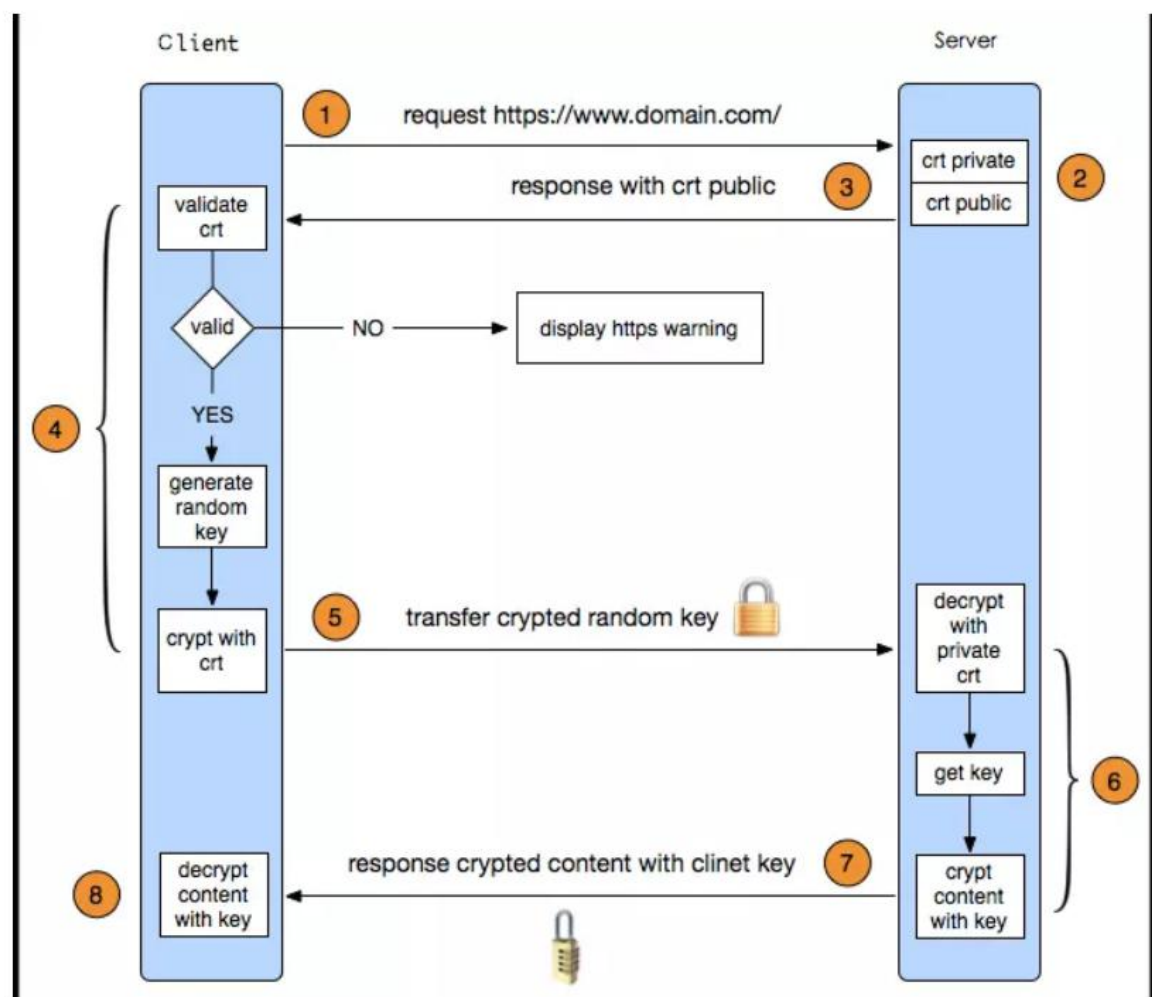 Client
Server
1
request https://www.domain.com/
crt private
crt public
2
response with crt public
3
validate
crt
valid
NO
display https warning
YES
4
generate
random
key
crypt with
crt
5
transfer crypted random key
decrypt
with
private
crt
get key
6
crypt
content
with key
response crypted content with clinet key
7
8
decrypt
content
with key